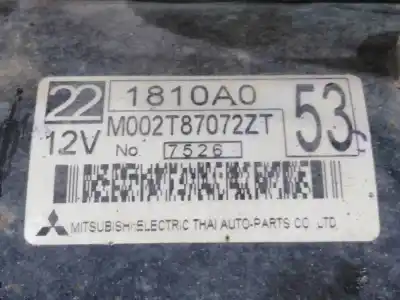 22 1810A0 53
12V M002T87072ZT C
No. 7526
MITSUBISHI ELECTRIC THAI AUTO-PARTS CO., LTD.